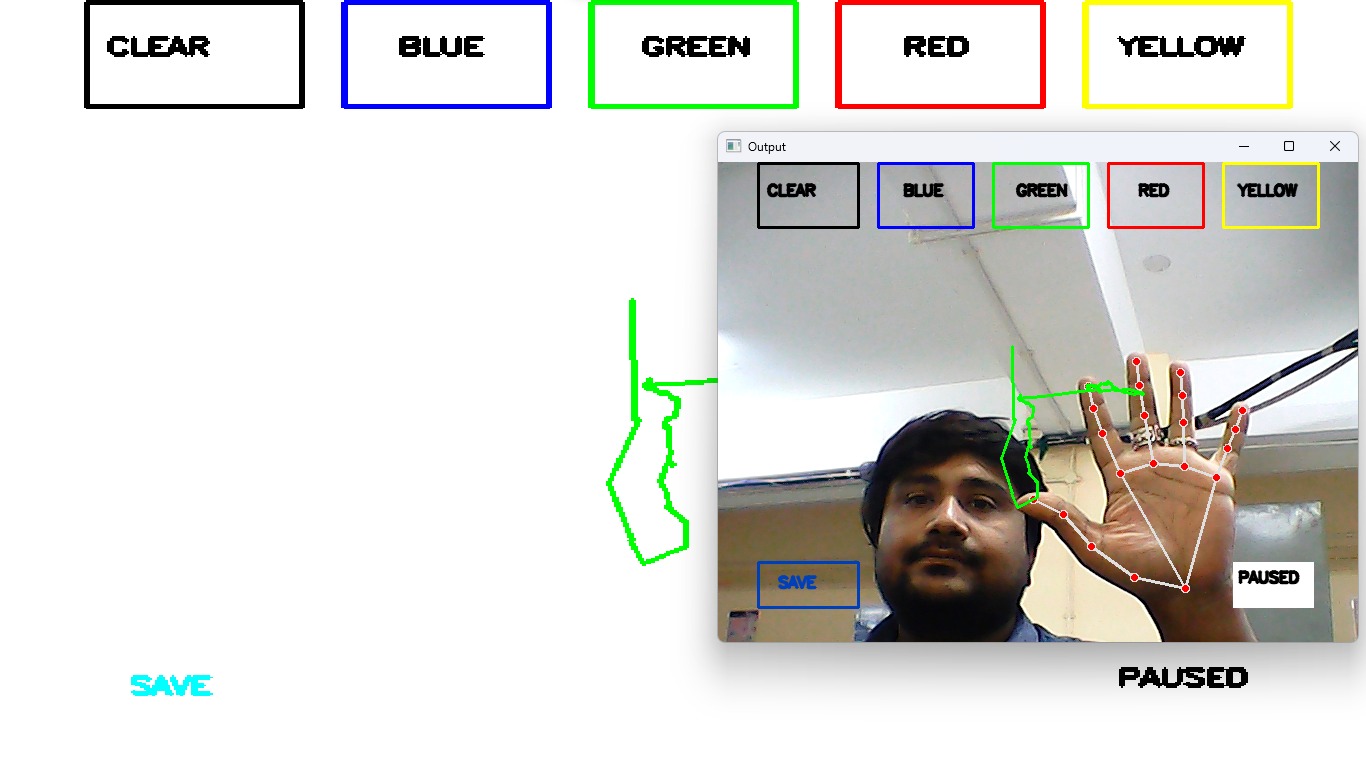 CLEAR BLUE GREEN RED YELLOW
Output
CLEAR BLUE GREEN RED YELLOW
SAVE PAUSED
SAVE PAUSED